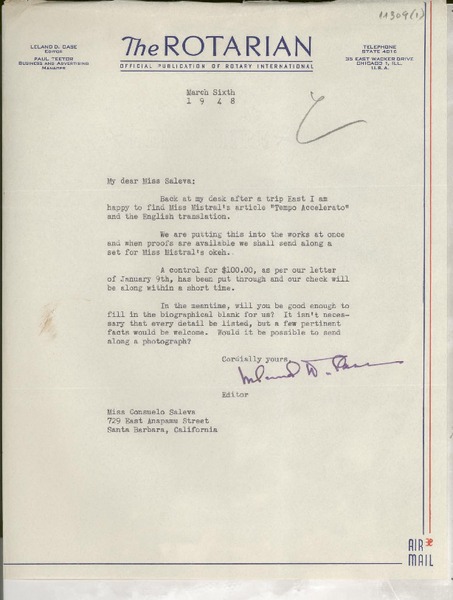 11309(1)
LELAND D. CASE
EDITOR
PAUL TEETOR
BUSINESS AND ADVERTISING
MANAGER
The ROTARIAN
OFFICIAL PUBLICATION OF ROTARY INTERNATIONAL
TELEPHONE
STATE 4016
35 EAST WACKER DRIVE
CHICAGO 1, ILL.
U.S.A.
March Sixth
1 9 4 8
My dear Miss Saleva:
Back at my desk after a trip East I am
happy to find Miss Mistral's article "Tempo Accelerato"
and the English translation.
We are putting this into the works at once
and when proofs are available we shall send along a
set for Miss Mistral's okeh.
A control for $100.00, as per our letter
of January 9th, has been put through and our check will
be along within a short time.
In the meantime, will you be good enough to
fill in the biographical blank for us? It isn't neces-
sary that every detail be listed, but a few pertinent
facts would be welcome. Would it be possible to send
along a photograph?
Cordially yours,
Leland D. Case
Editor
Miss Consuelo Saleva
729 East Anapamu Street
Santa Barbara, California
AIR
MAIL